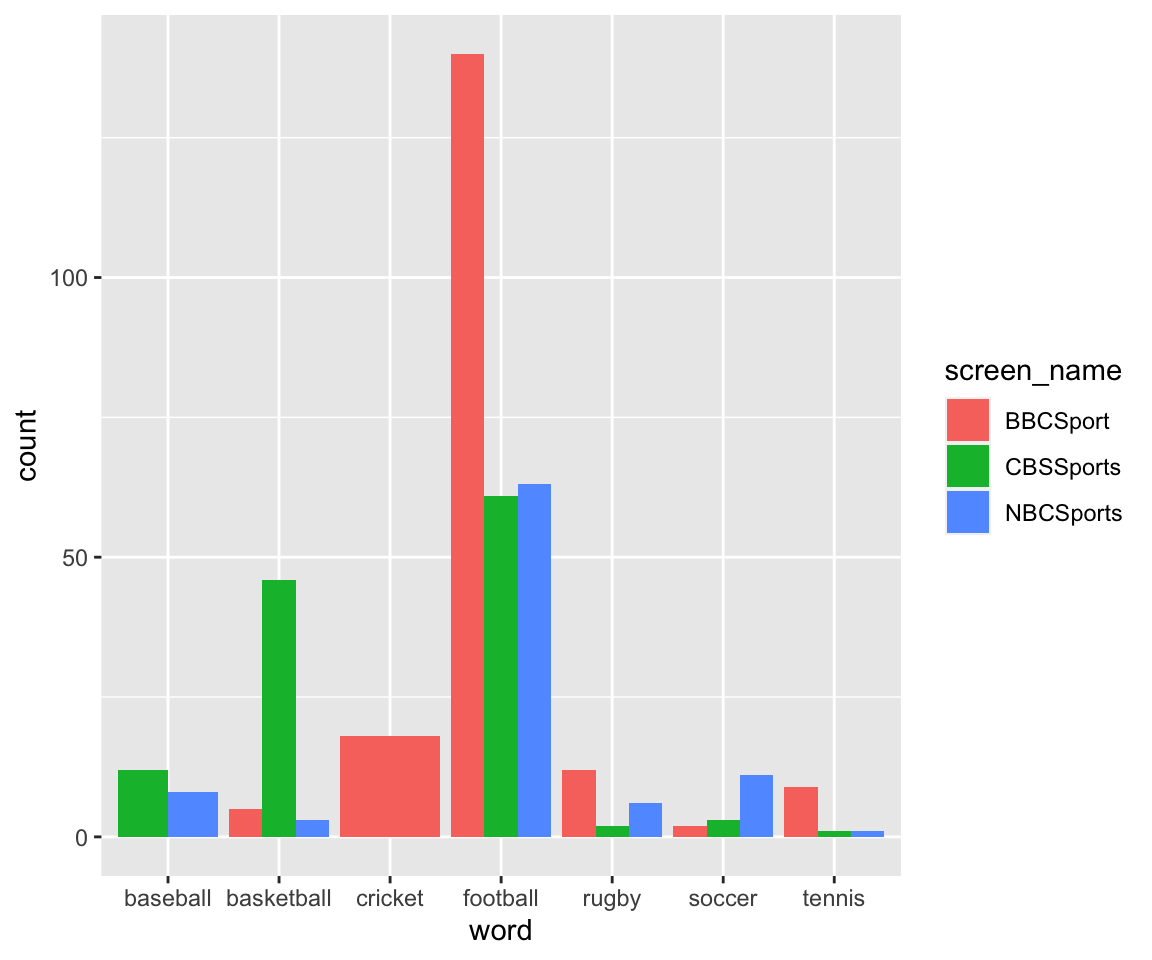 count
100
50
0
baseball basketball cricket football rugby soccer tennis
word
screen_name
BBCSport
CBSSports
NBCSports